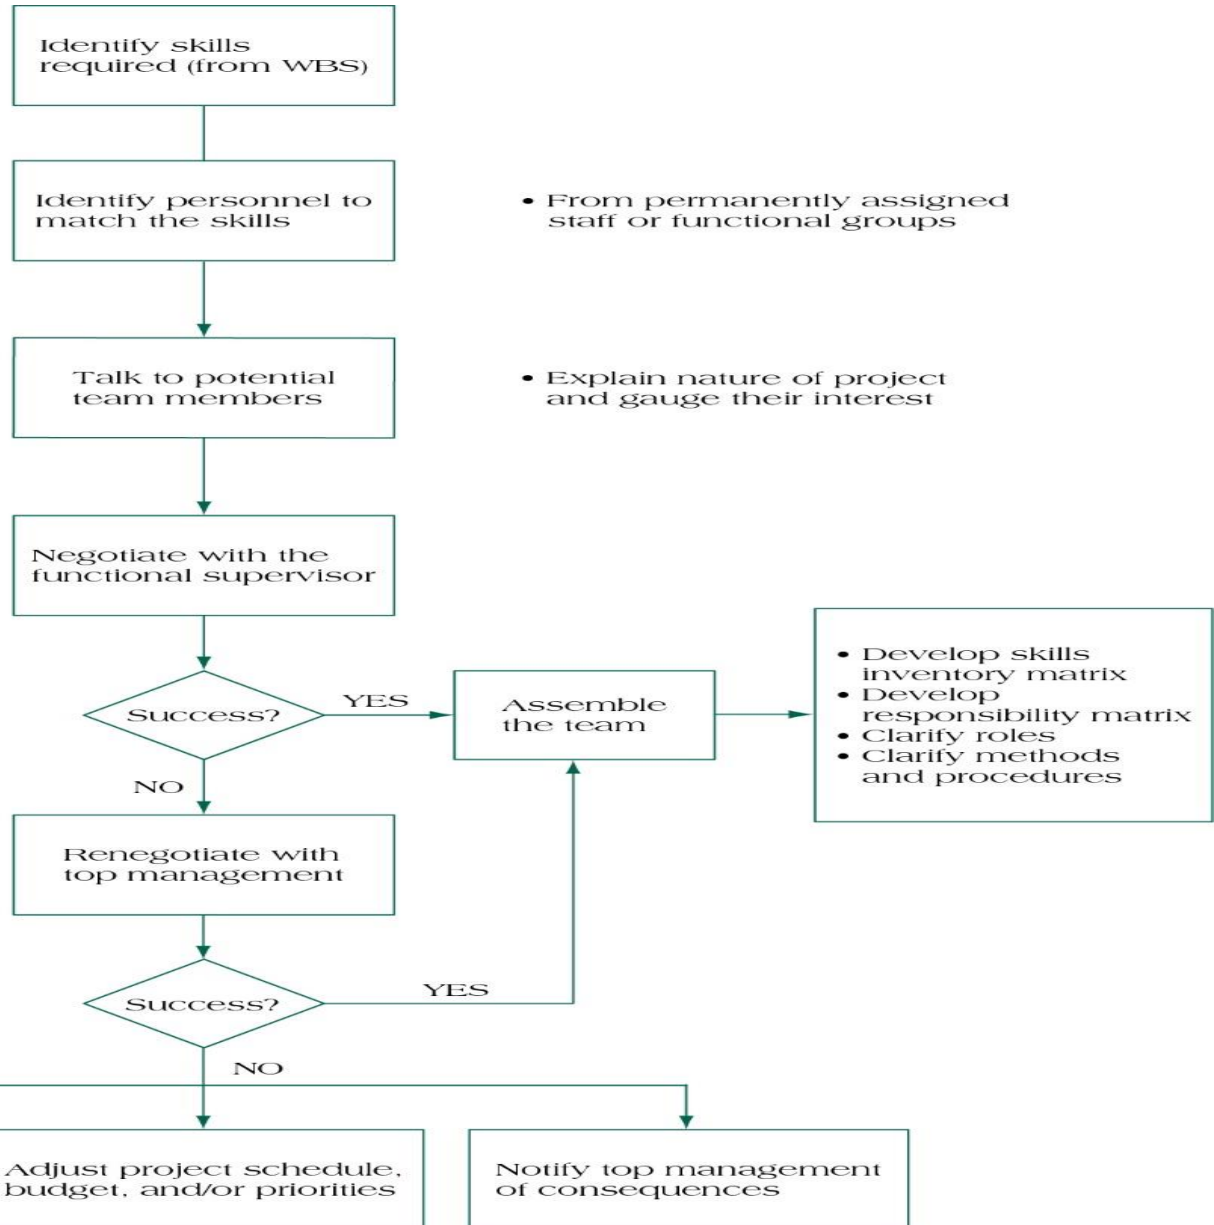 Identify skills
required (from WBS)
Identify personnel to
match the skills
• From permanently assigned
staff or functional groups
Talk to potential
team members
• Explain nature of project
and gauge their interest
Negotiate with the
functional supervisor
Success?
YES
Assemble
the team
• Develop skills
inventory matrix
• Develop
responsibility matrix
• Clarify roles
• Clarify methods
and procedures
NO
Renegotiate with
top management
Success?
YES
NO
Adjust project schedule,
budget, and/or priorities
Notify top management
of consequences